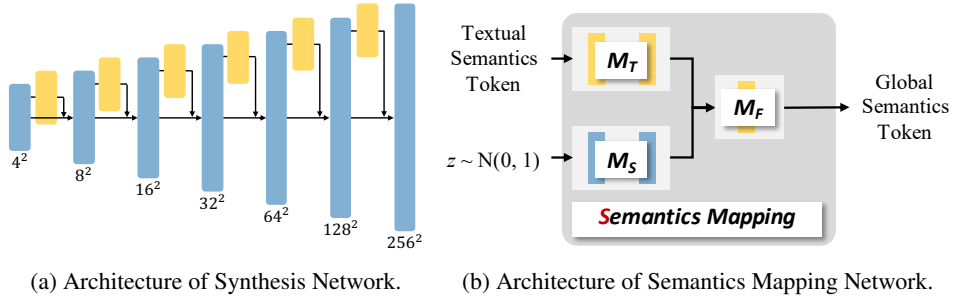 4²
8²
16²
32²
64²
128²
256²
(a) Architecture of Synthesis Network.
Textual
Semantics
Token
M_T
z ~ N(0, 1)
M_S
M_F
Global
Semantics
Token
Semantics Mapping
(b) Architecture of Semantics Mapping Network.